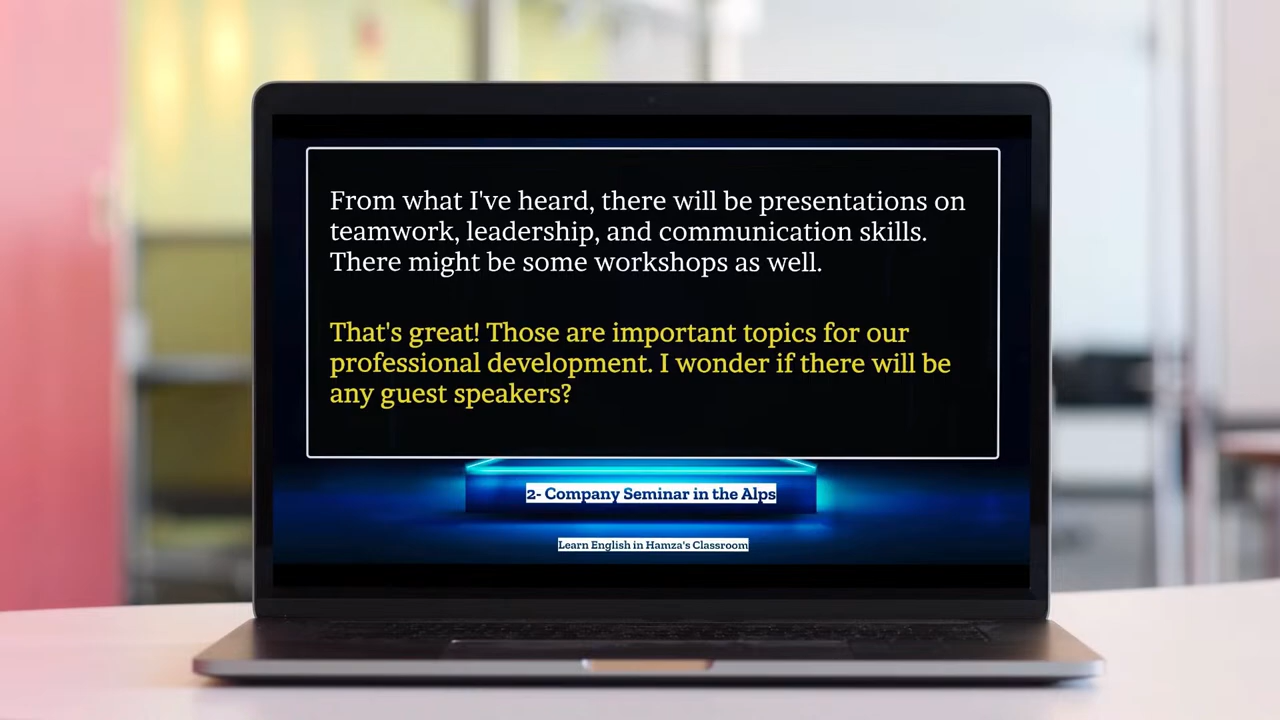 From what I've heard, there will be presentations on
teamwork, leadership, and communication skills.
There might be some workshops as well.
That's great! Those are important topics for our
professional development. I wonder if there will be
any guest speakers?
2- Company Seminar in the Alps
Learn English in Hamza's Classroom